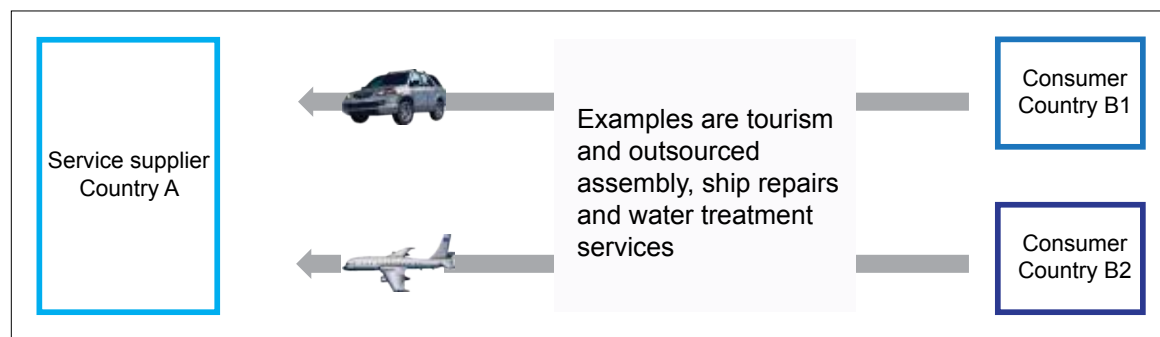 Service supplier
Country A
Examples are tourism
and outsourced
assembly, ship repairs
and water treatment
services
Consumer
Country B1
Consumer
Country B2